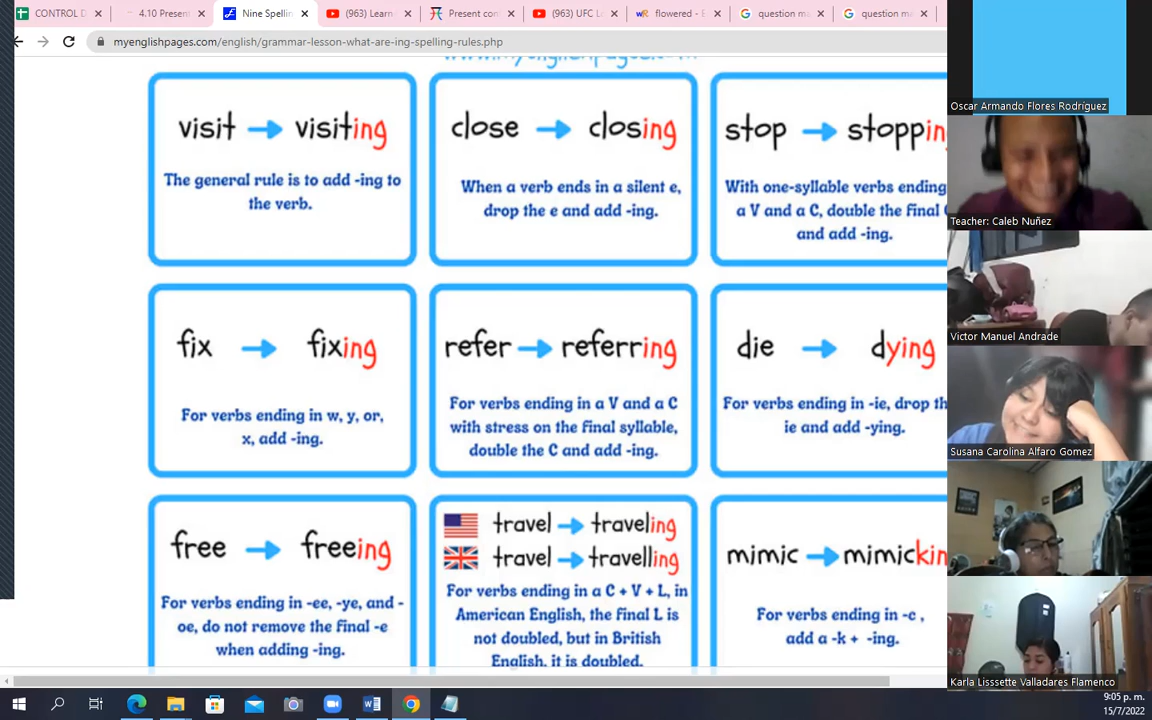 CONTROL D
4.10 Present
Nine Spellin
(963) Learn
Present con
(963) UFC L
flowered - E
question ma
question ma
myenglishpages.com/english/grammar-lesson-what-are-ing-spelling-rules.php
visit visiting
The general rule is to add -ing to
the verb.
close closing
When a verb ends in a silent e,
drop the e and add -ing.
stop stoppin
With one-syllable verbs ending
a V and a C, double the final C
and add -ing.
fix fixing
For verbs ending in w, y, or,
x, add -ing.
refer referring
For verbs ending in a V and a C
with stress on the final syllable,
double the C and add -ing.
die dying
For verbs ending in -ie, drop th
ie and add -ying.
free freeing
For verbs ending in -ee, -ye, and -
oe, do not remove the final -e
when adding -ing.
travel traveling
travel travelling
For verbs ending in a C + V + L, in
American English, the final L is
not doubled, but in British
English, it is doubled.
mimic mimickin
For verbs ending in -c ,
add a -k + -ing.
Oscar Armando Flores Rodríguez
Teacher: Caleb Nuñez
Victor Manuel Andrade
Susana Carolina Alfaro Gomez
Karla Lisssette Valladares Flamenco
9:05 p. m.
15/7/2022